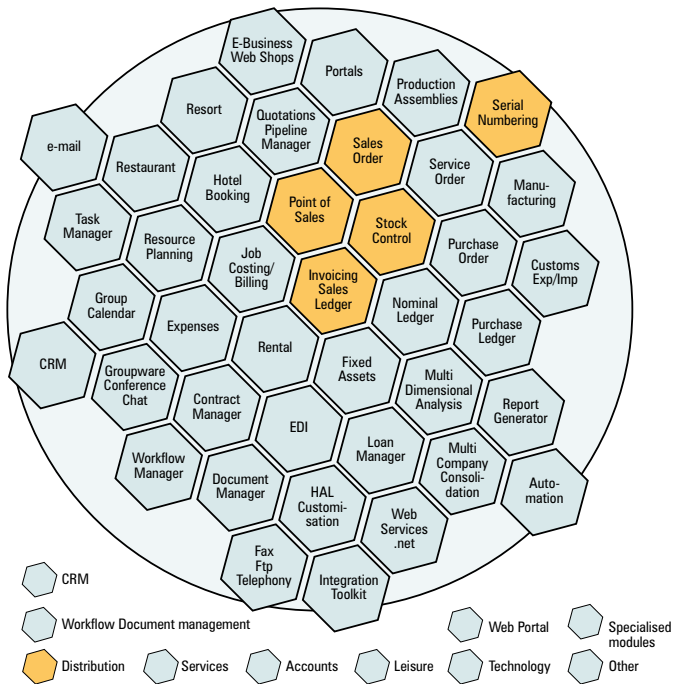 E-Business
Web Shops
Portals
Production
Assemblies
Serial
Numbering
Resort
Quotations
Pipeline
Manager
Sales
Order
Service
Order
Manu-
facturing
e-mail
Restaurant
Hotel
Booking
Point of
Sales
Stock
Control
Purchase
Order
Customs
Exp/Imp
Task
Manager
Resource
Planning
Job
Costing/
Billing
Invoicing
Sales
Ledger
Nominal
Ledger
Purchase
Ledger
Group
Calendar
Expenses
Rental
Fixed
Assets
Multi
Dimensional
Analysis
Report
Generator
CRM
Groupware
Conference
Chat
Contract
Manager
EDI
Loan
Manager
Multi
Company
Consoli-
dation
Auto-
mation
Workflow
Manager
Document
Manager
HAL
Customi-
sation
Web
Services
.net
Fax
Ftp
Telephony
Integration
Toolkit
CRM
Workflow Document management
Web Portal
Specialised
modules
Distribution
Services
Accounts
Leisure
Technology
Other